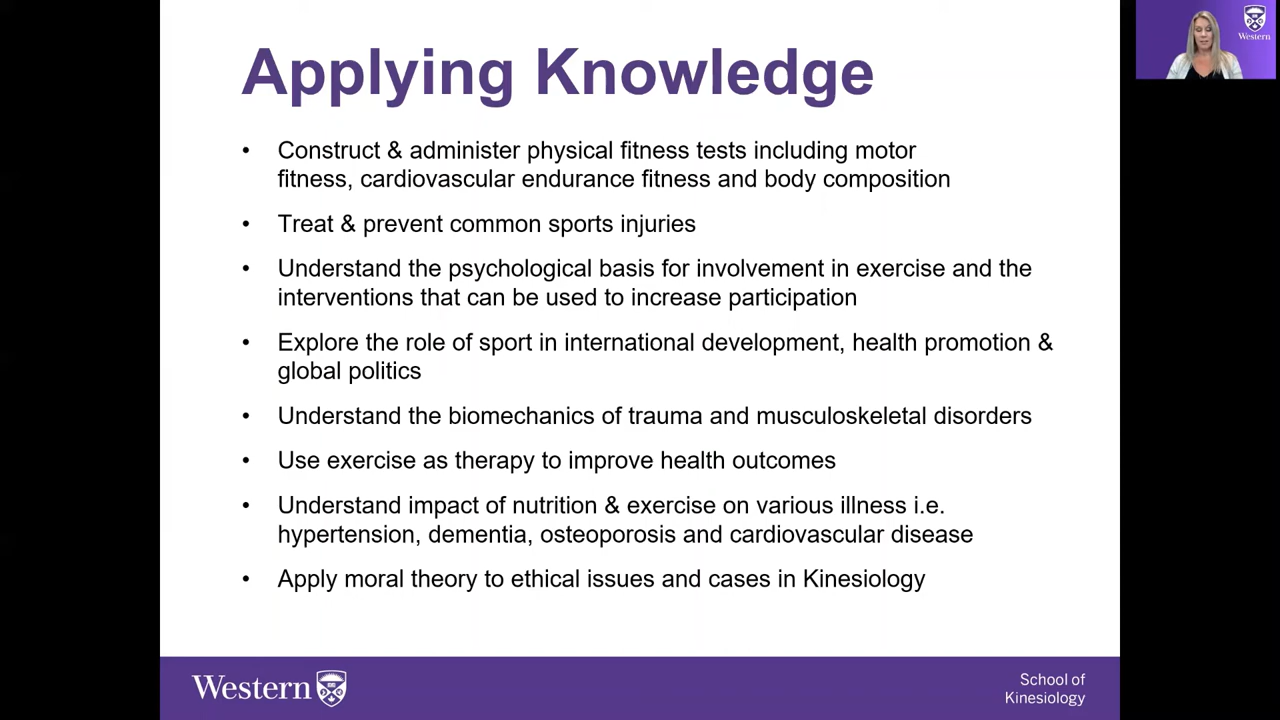 Applying Knowledge
• Construct & administer physical fitness tests including motor
fitness, cardiovascular endurance fitness and body composition
• Treat & prevent common sports injuries
• Understand the psychological basis for involvement in exercise and the
interventions that can be used to increase participation
• Explore the role of sport in international development, health promotion &
global politics
• Understand the biomechanics of trauma and musculoskeletal disorders
• Use exercise as therapy to improve health outcomes
• Understand impact of nutrition & exercise on various illness i.e.
hypertension, dementia, osteoporosis and cardiovascular disease
• Apply moral theory to ethical issues and cases in Kinesiology
Western
School of
Kinesiology
Western